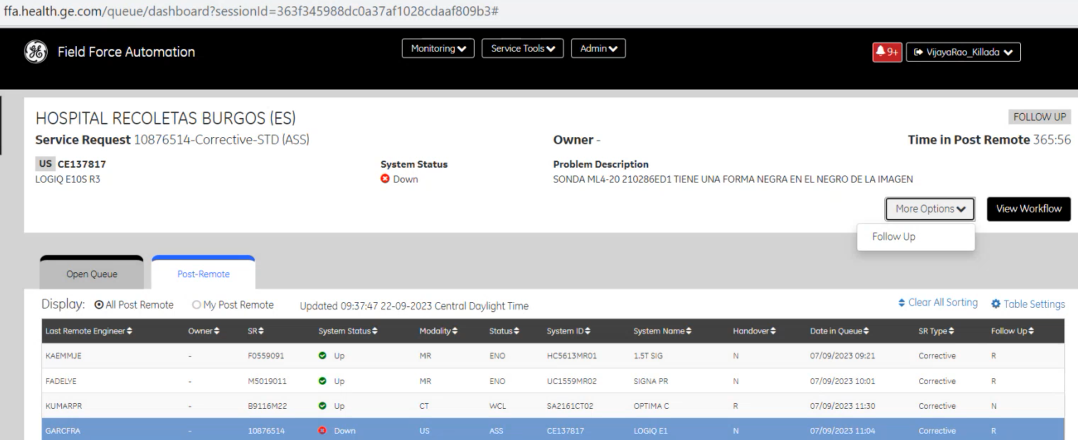 ffa.health.ge.com/queue/dashboard?sessionId=363f345988dc0a37af1028cdaaf809b3#
Field Force Automation Monitoring Service Tools Admin 9+ VijayaRao_Killada
HOSPITAL RECOLETAS BURGOS (ES) FOLLOW UP
Service Request 10876514-Corrective-STD (ASS) Owner - Time in Post Remote 365:56
US CE137817 System Status Problem Description
LOGIQ E10S R3 Down SONDA ML4-20 210286ED1 TIENE UNA FORMA NEGRA EN EL NEGRO DE LA IMAGEN
More Options View Workflow
Follow Up
Open Queue Post-Remote
Display: All Post Remote My Post Remote Updated 09:37:47 22-09-2023 Central Daylight Time Clear All Sorting Table Settings
Last Remote Engineer Owner SR System Status Modality Status System ID System Name Handover Date in Queue SR Type Follow Up
KAEMMJE - F0559091 Up MR ENO HC5613MR01 1.5T SIG N 07/09/2023 09:21 Corrective R
FADELYE - M5019011 Up MR ENO UC1559MR02 SIGNA PR N 07/09/2023 10:01 Corrective R
KUMARPR - B9116M22 Up CT WCL SA2161CT02 OPTIMA C R 07/09/2023 11:30 Corrective N
GARCFRA - 10876514 Down US ASS CE137817 LOGIQ E1 N 07/09/2023 11:04 Corrective R